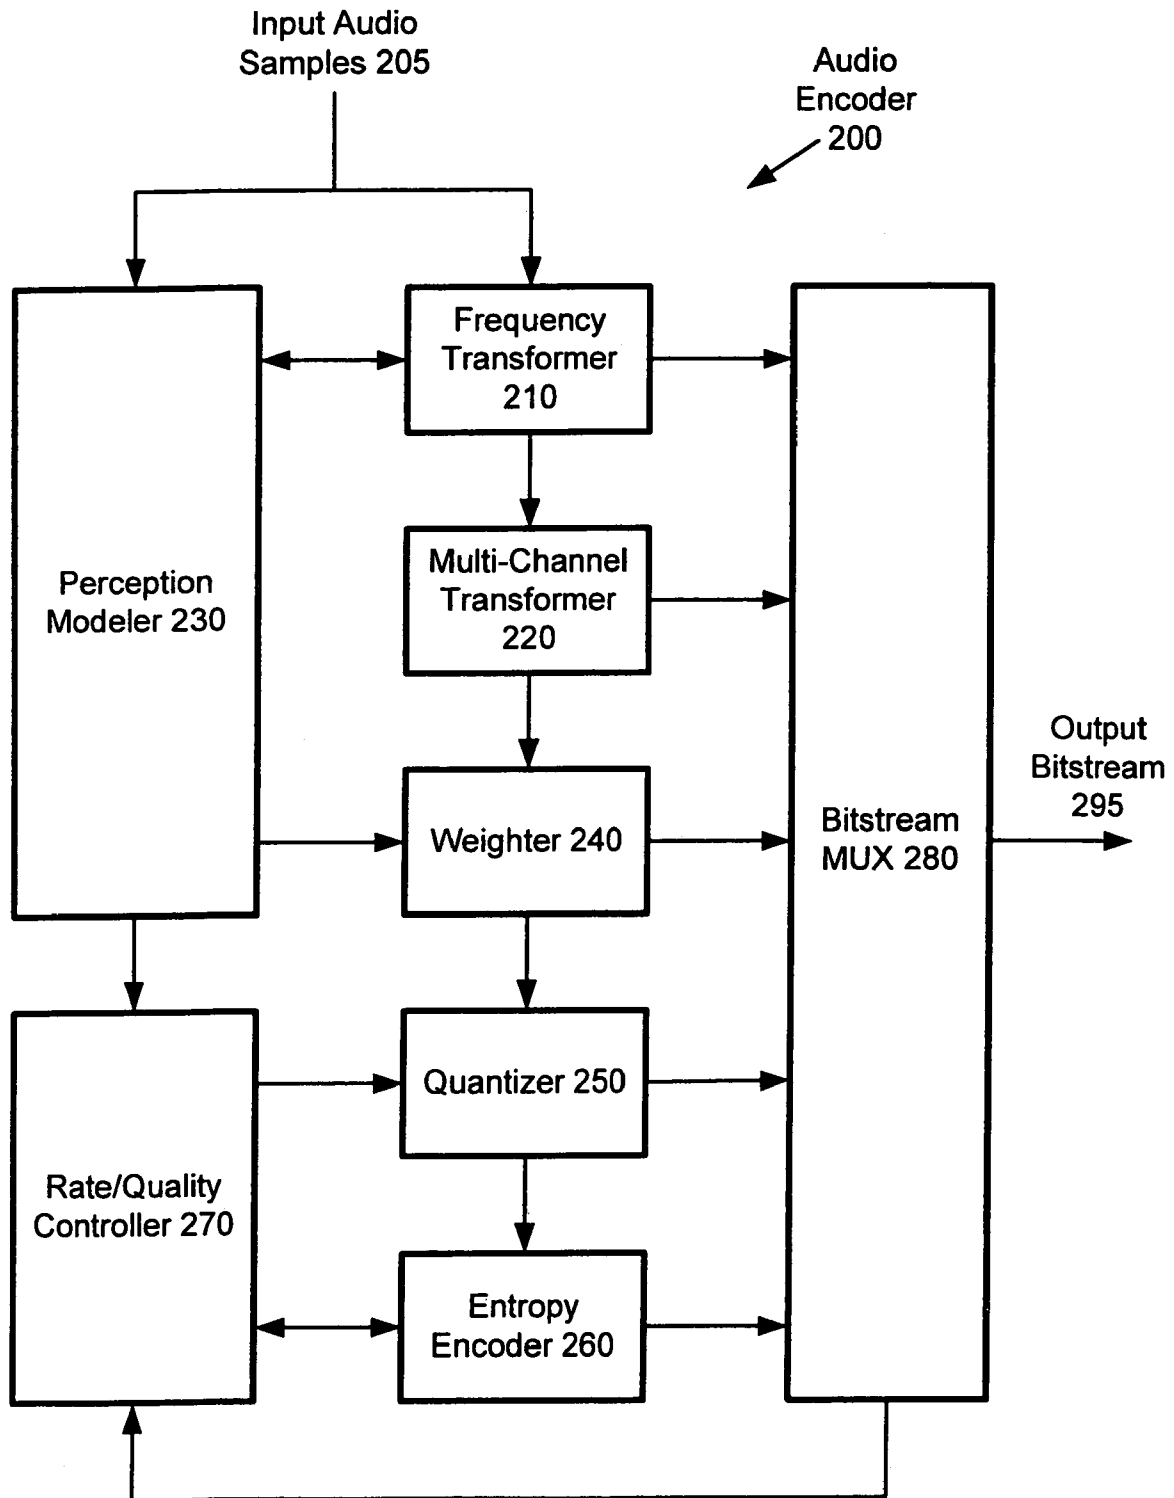 Input Audio
Samples 205
Audio
Encoder
200
Frequency
Transformer
210
Multi-Channel
Transformer
220
Perception
Modeler 230
Weighter 240
Bitstream
MUX 280
Output
Bitstream
295
Quantizer 250
Rate/Quality
Controller 270
Entropy
Encoder 260